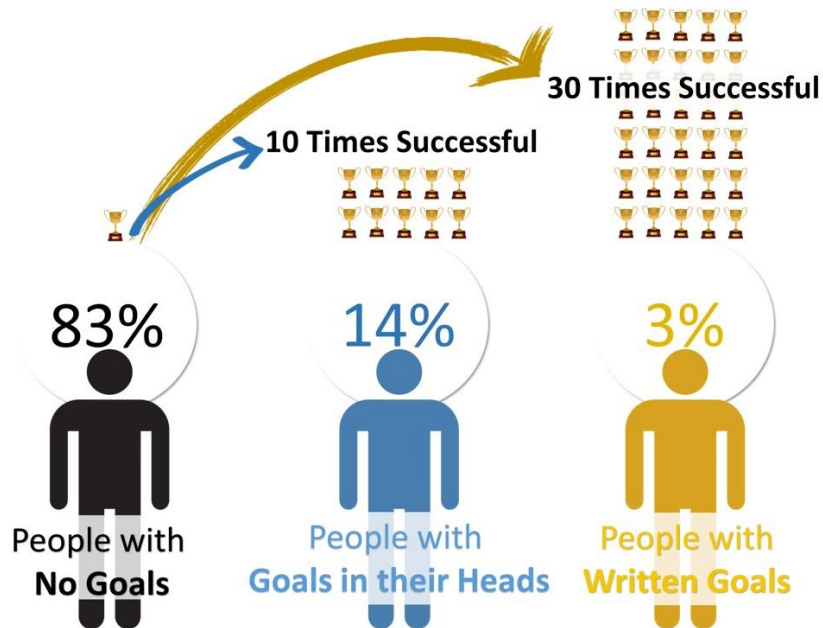 30 Times Successful
10 Times Successful
83%
14%
3%
People with
No Goals
People with
Goals in their Heads
People with
Written Goals